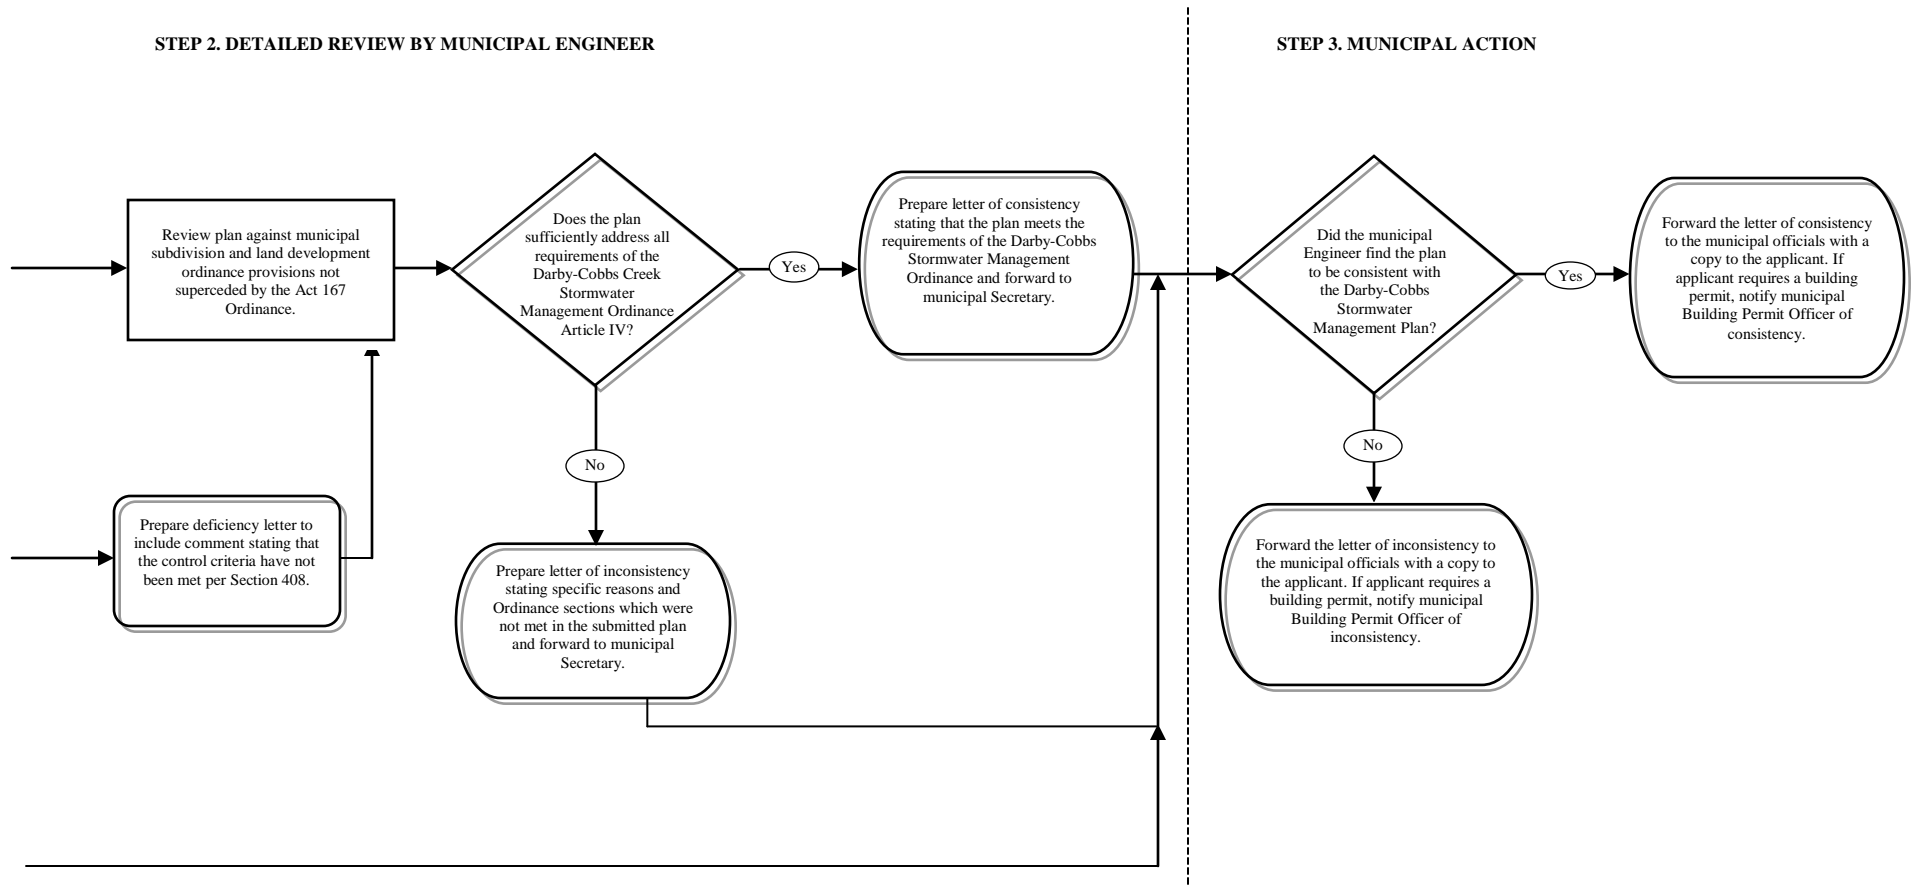 STEP 2. DETAILED REVIEW BY MUNICIPAL ENGINEER
STEP 3. MUNICIPAL ACTION
Review plan against municipal
subdivision and land development
ordinance provisions not
superceded by the Act 167
Ordinance.
Does the plan
sufficiently address all
requirements of the
Darby-Cobbs Creek
Stormwater
Management Ordinance
Article IV?
Yes
Prepare letter of consistency
stating that the plan meets the
requirements of the Darby-Cobbs
Stormwater Management
Ordinance and forward to
municipal Secretary.
Did the municipal
Engineer find the plan
to be consistent with
the Darby-Cobbs
Stormwater
Management Plan?
Yes
Forward the letter of consistency
to the municipal officials with a
copy to the applicant. If
applicant requires a building
permit, notify municipal
Building Permit Officer of
consistency.
No
No
Prepare deficiency letter to
include comment stating that
the control criteria have not
been met per Section 408.
Prepare letter of inconsistency
stating specific reasons and
Ordinance sections which were
not met in the submitted plan
and forward to municipal
Secretary.
Forward the letter of inconsistency to
the municipal officials with a copy to
the applicant. If applicant requires a
building permit, notify municipal
Building Permit Officer of
inconsistency.